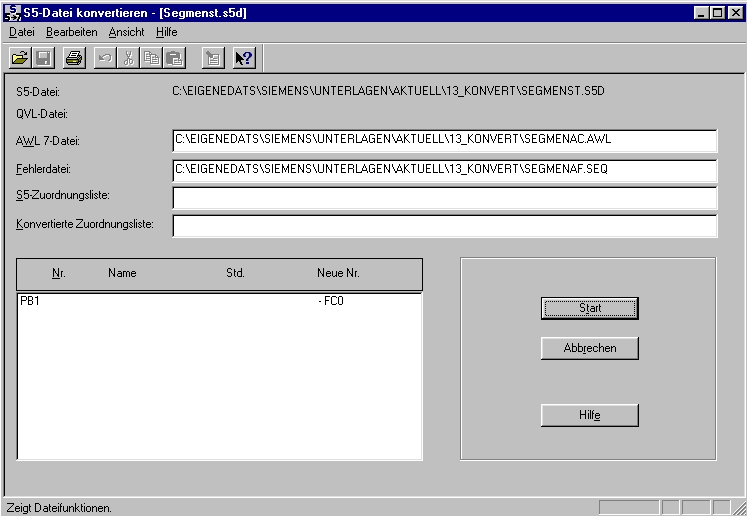 S5-Datei konvertieren - [Segmenst.s5d]
Datei Bearbeiten Ansicht Hilfe
S5-Datei: C:\EIGENEDATS\SIEMENS\UNTERLAGEN\AKTUELL\13_KONVERT\SEGMENST.S5D
QVL-Datei:
AWL 7-Datei: C:\EIGENEDATS\SIEMENS\UNTERLAGEN\AKTUELL\13_KONVERT\SEGMENAC.AWL
Fehlerdatei: C:\EIGENEDATS\SIEMENS\UNTERLAGEN\AKTUELL\13_KONVERT\SEGMENAF.SEQ
S5-Zuordnungsliste:
Konvertierte Zuordnungsliste:
Nr. Name Std. Neue Nr.
PB1 - FC0
Start
Abbrechen
Hilfe
Zeigt Dateifunktionen.